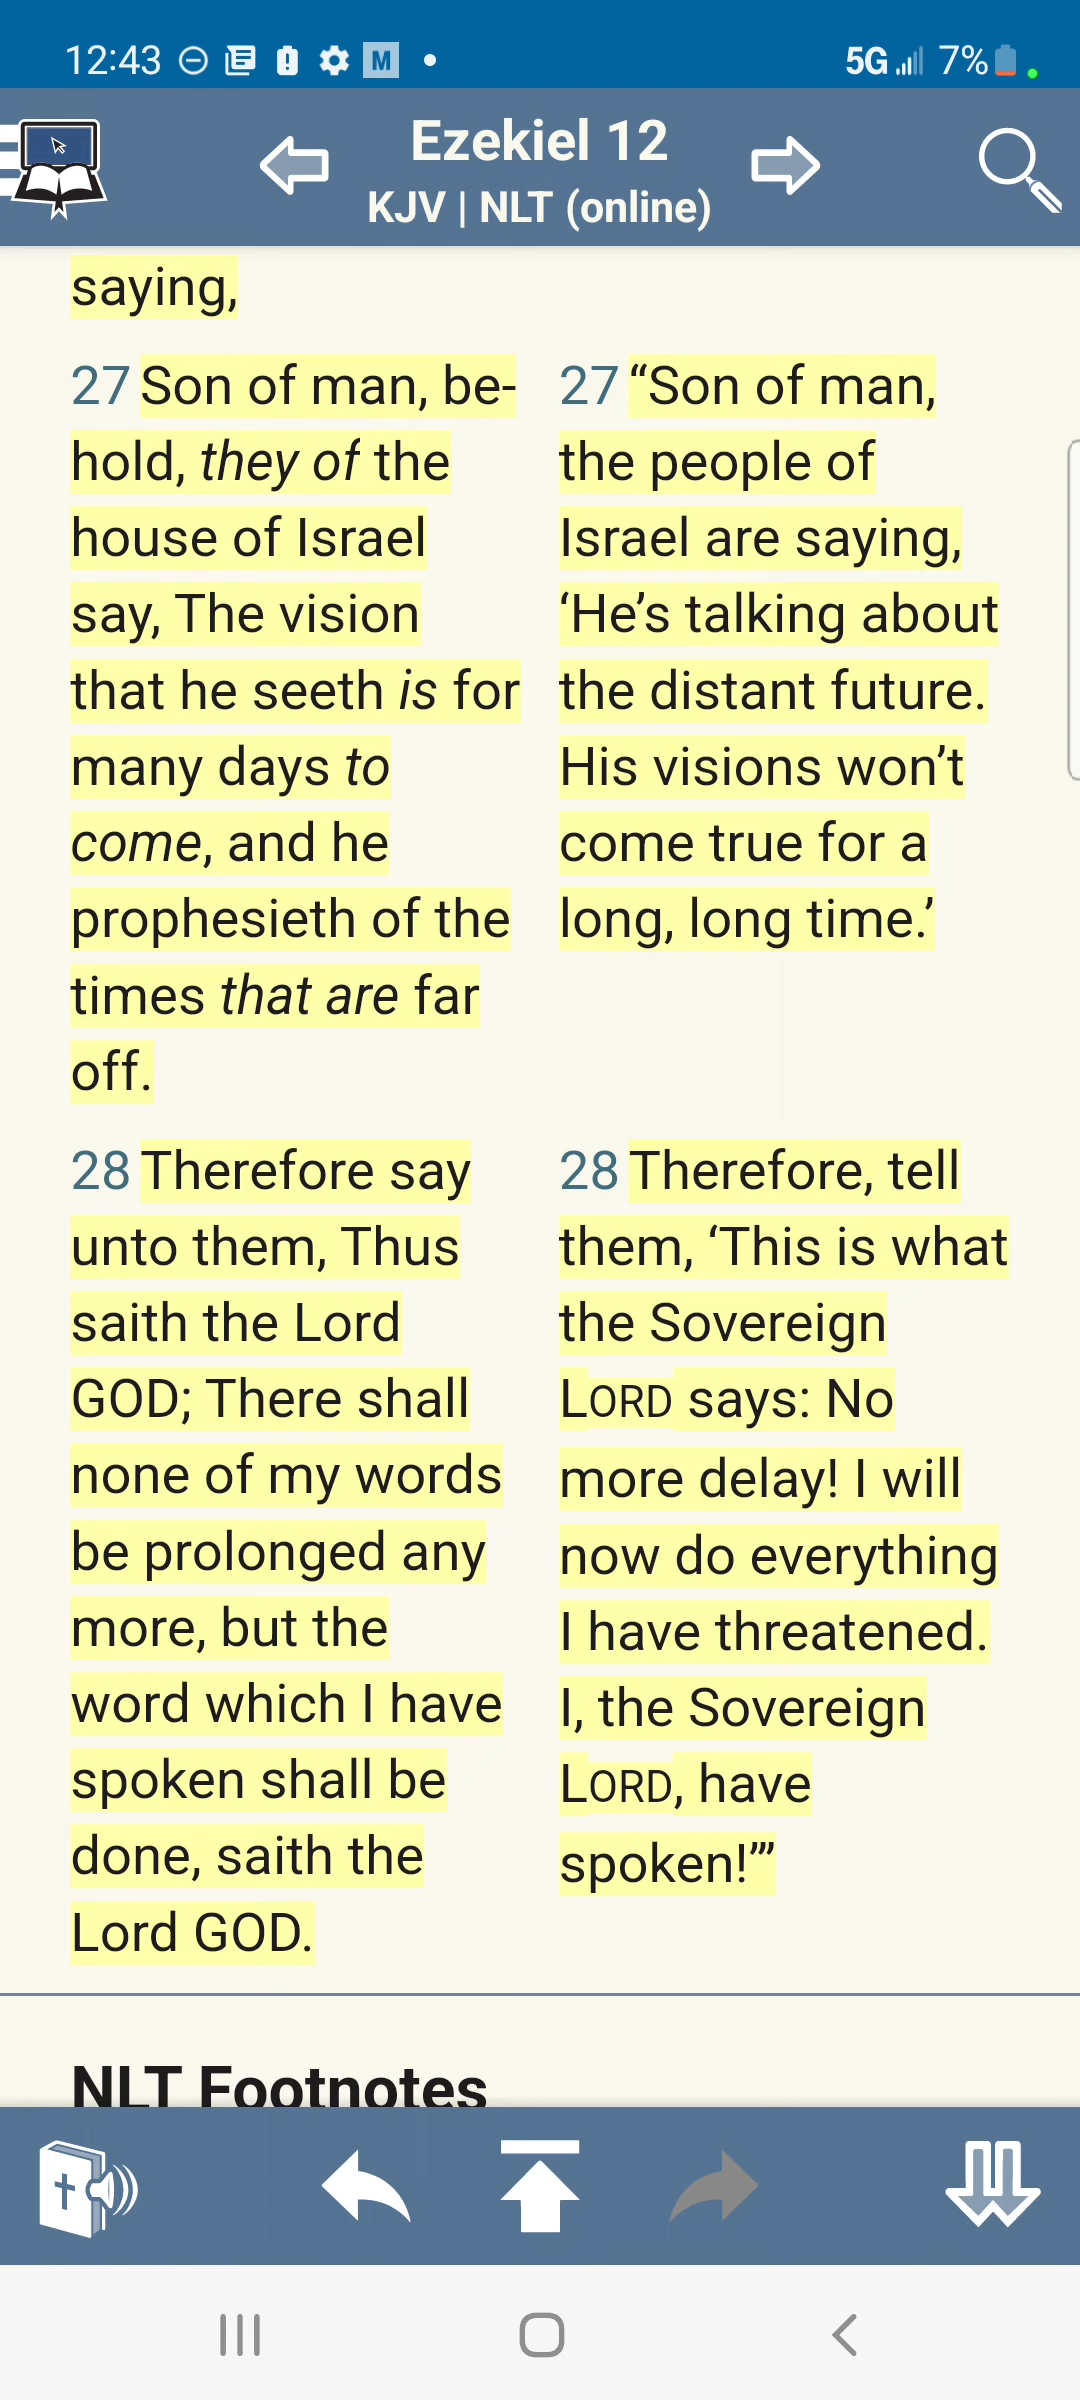 12:43
M
5G 7%
Ezekiel 12
KJV | NLT (online)
saying,
27 Son of man, be-
hold, they of the
house of Israel
say, The vision
that he seeth is for
many days to
come, and he
prophesieth of the
times that are far
off.
28 Therefore say
unto them, Thus
saith the Lord
GOD; There shall
none of my words
be prolonged any
more, but the
word which I have
spoken shall be
done, saith the
Lord GOD.
27 “Son of man,
the people of
Israel are saying,
‘He’s talking about
the distant future.
His visions won’t
come true for a
long, long time.’
28 Therefore, tell
them, ‘This is what
the Sovereign
LORD says: No
more delay! I will
now do everything
I have threatened.
I, the Sovereign
LORD, have
spoken!’”
NLT Footnotes